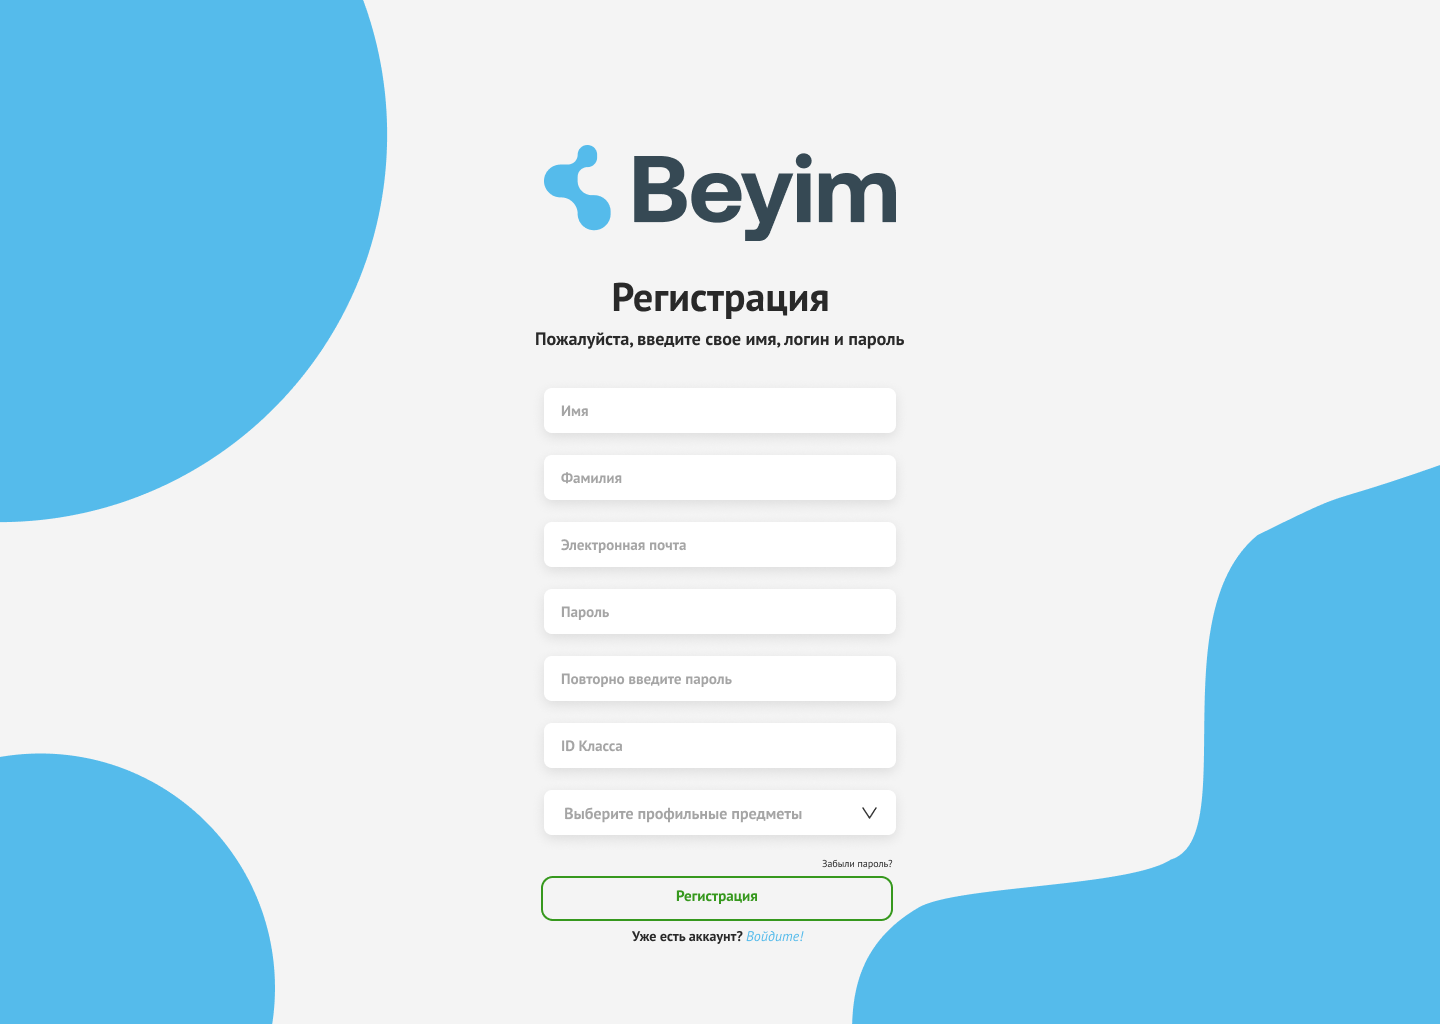 Beyim
Регистрация
Пожалуйста, введите свое имя, логин и пароль
Имя
Фамилия
Электронная почта
Пароль
Повторно введите пароль
ID Класса
Выберите профильные предметы
Забыли пароль?
Регистрация
Уже есть аккаунт? Войдите!